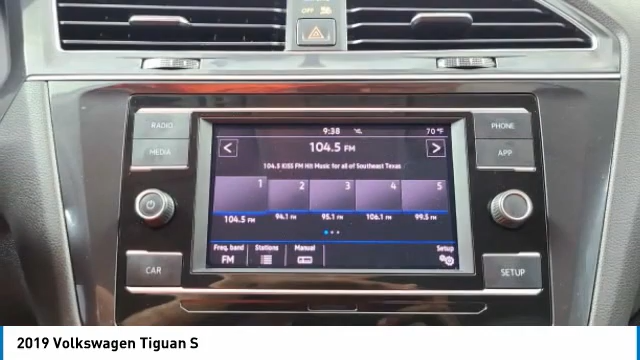 OFF
RADIO
MEDIA
CAR
PHONE
APP
SETUP
9:38
70 °F
<
104.5 FM
>
104.5 KISS FM Hit Music for all of Southeast Texas
1 2 3 4 5
104.5 FM 94.1 FM 95.1 FM 106.1 FM 99.5 FM
Freq. band Stations Manual Setup
FM
2019 Volkswagen Tiguan S